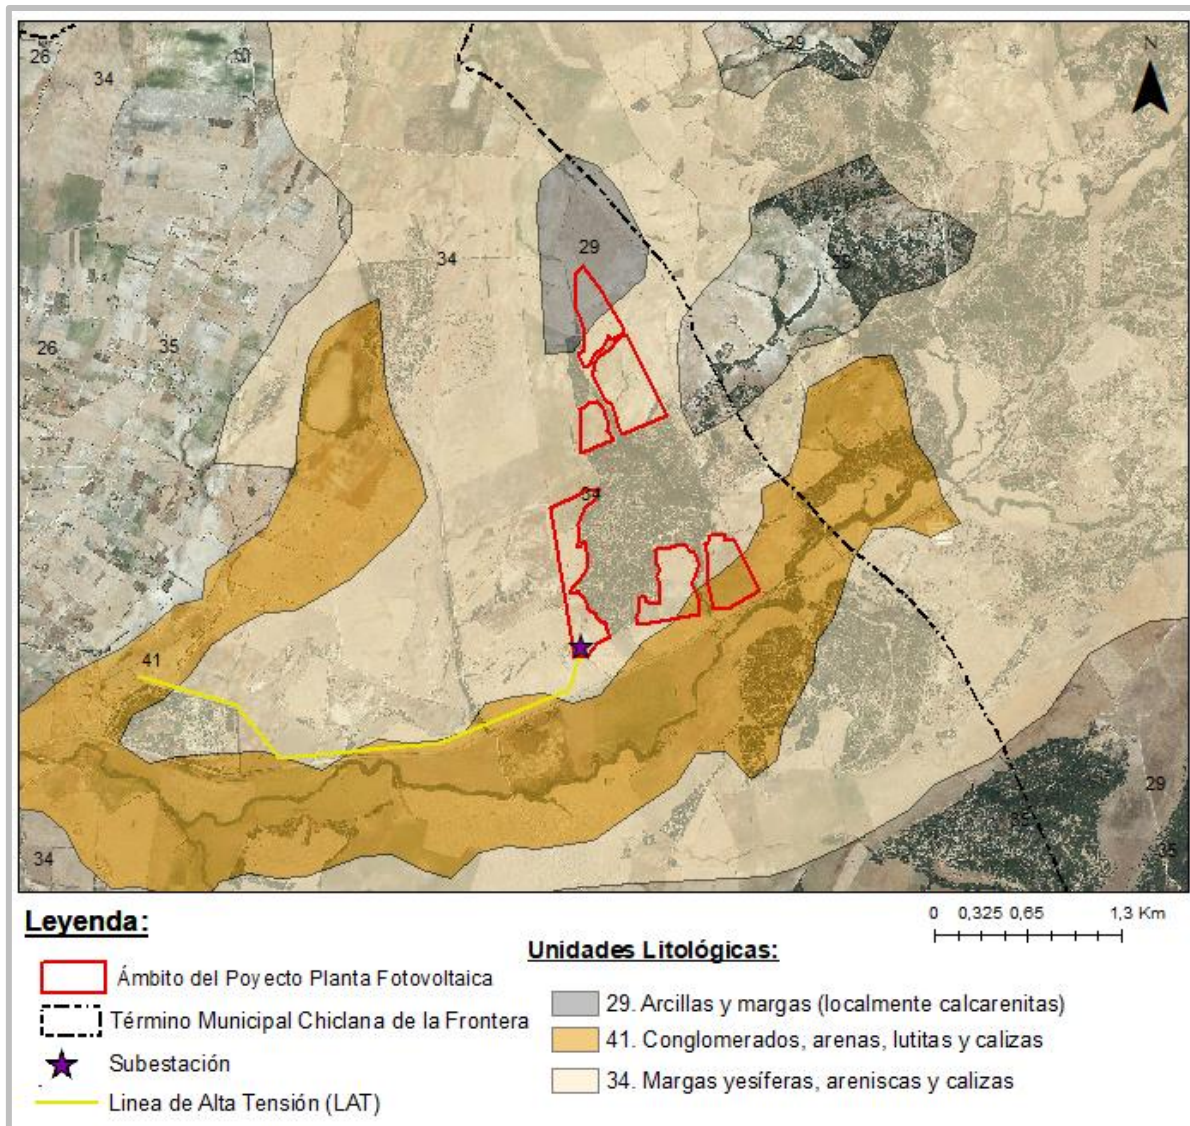 29
N
26
34
29
34
29
26
35
34
41
29
35
34
Leyenda:
0 0,325 0,65 1,3 Km
Unidades Litológicas:
Ámbito del Poyecto Planta Fotovoltaica
29. Arcillas y margas (localmente calcarenitas)
Término Municipal Chiclana de la Frontera
41. Conglomerados, arenas, lutitas y calizas
Subestación
34. Margas yesíferas, areniscas y calizas
Linea de Alta Tensión (LAT)